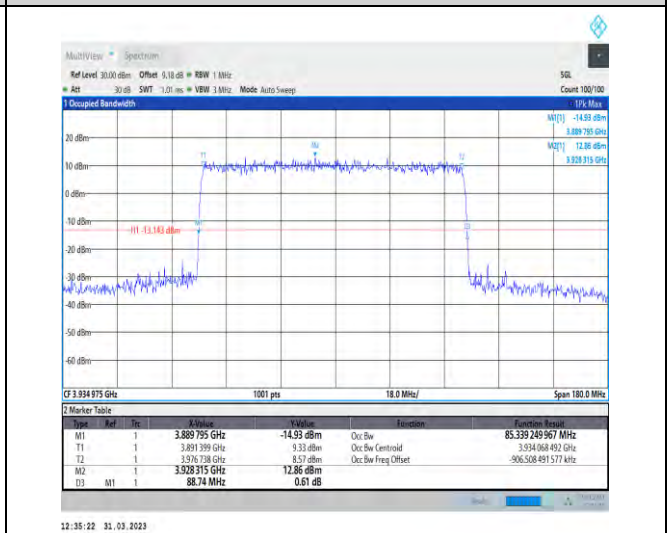 MultiView Spectrum
Ref Level 30.00 dBm Offset 9.18 dB RBW 1 MHz SGL
Att 30 dB SWT 1.01 ms VBW 3 MHz Mode Auto Sweep Count 100/100
1 Occupied Bandwidth 1Pk Max
M1[1] -14.93 dBm
3.889 795 GHz
20 dBm M2[1] 12.86 dBm
3.928 315 GHz
T1 M2 T2
10 dBm
0 dBm
-10 dBm M1 D3
H1 -13.143 dBm
-20 dBm
-30 dBm
-40 dBm
-50 dBm
-60 dBm
CF 3.934 975 GHz 1001 pts 18.0 MHz/ Span 180.0 MHz
2 Marker Table
Type Ref Trc X-Value Y-Value Function Function Result
M1 1 3.889 795 GHz -14.93 dBm Occ Bw 85.339 249 967 MHz
T1 1 3.891 399 GHz 9.33 dBm Occ Bw Centroid 3.934 068 492 GHz
T2 1 3.976 738 GHz 8.57 dBm Occ Bw Freq Offset -906.508 491 577 kHz
M2 1 3.928 315 GHz 12.86 dBm
D3 M1 1 88.74 MHz 0.61 dB
12:35:22 31.03.2023